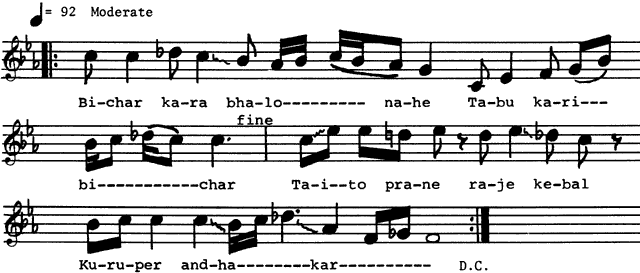 = 92 Moderate
Bi-char ka-ra bha-lo--------- na-he Ta-bu ka-ri---
fine
bi-----------char Ta-i--to pra-ne ra-je ke-bal
Ku-ru-per and-ha--------kar----------- D.C.